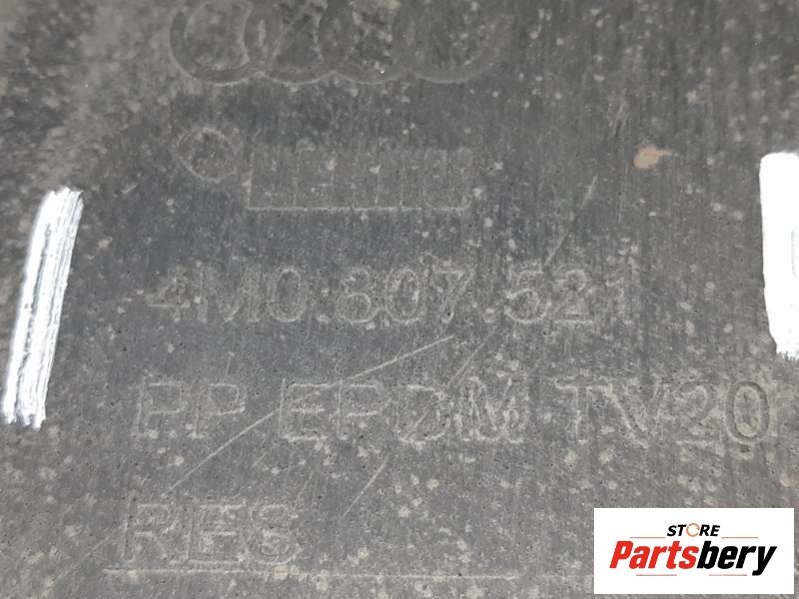 4M0.807.521
PP EPDM TV20
RES
STORE
Partsbery